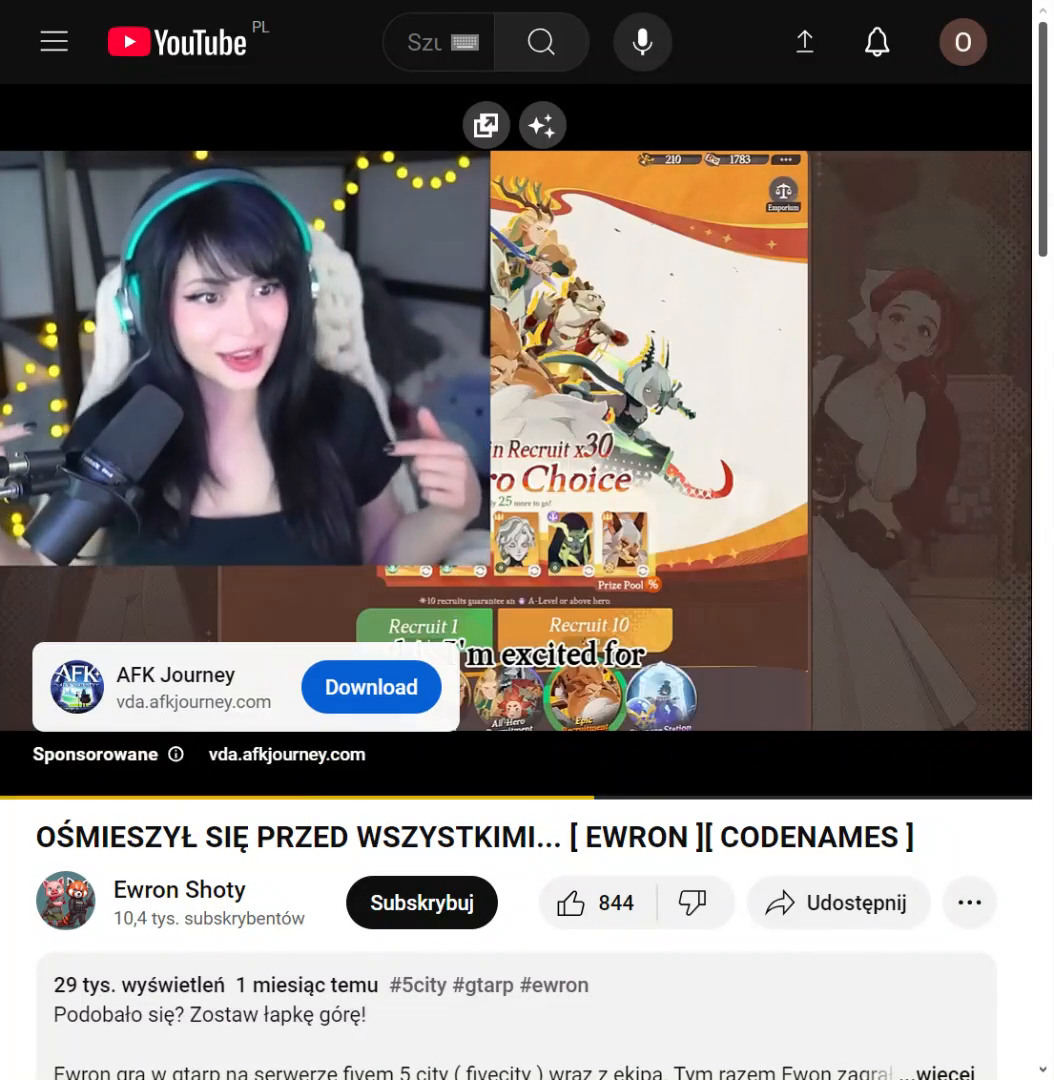 YouTube PL
Szu
O
210 1783
Emporium
in Recruit x30
ro Choice
25 more to go!
Prize Pool %
*10 recruits guarantee an A-Level or above hero.
Recruit 1 Recruit 10
I'm excited for
AFK
AFK Journey
vda.afkjourney.com
Download
All-Hero
Epic
Sponsorowane vda.afkjourney.com
OŚMIESZYŁ SIĘ PRZED WSZYSTKIMI... [ EWRON ][ CODENAMES ]
Ewron Shoty
10,4 tys. subskrybentów
Subskrybuj
844
Udostępnij
29 tys. wyświetleń 1 miesiąc temu #5city #gtarp #ewron
Podobało się? Zostaw łapkę górę!
Ewron gra w gtarp na serwerze fivem 5 city ( fivecity ) wraz z ekipą. Tym razem Ewon zagrał ...więcej